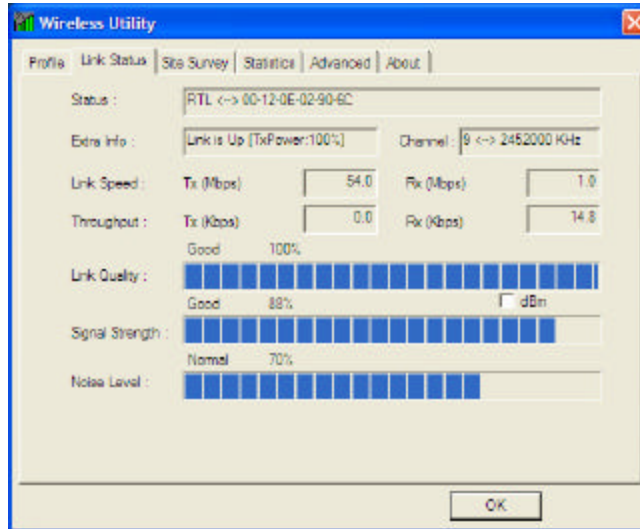 Wireless Utility
Profile Link Status Site Survey Statistics Advanced About
Status : RTL <--> 00-12-0E-02-90-6C
Extra Info : Link is Up [TxPower:100%] Channel : 9 <--> 2452000 KHz
Link Speed : Tx (Mbps) 54.0 Rx (Mbps) 1.0
Throughput : Tx (Kbps) 0.0 Rx (Kbps) 14.8
Good 100%
Link Quality :
Good 88% dBm
Signal Strength :
Normal 70%
Noise Level :
OK